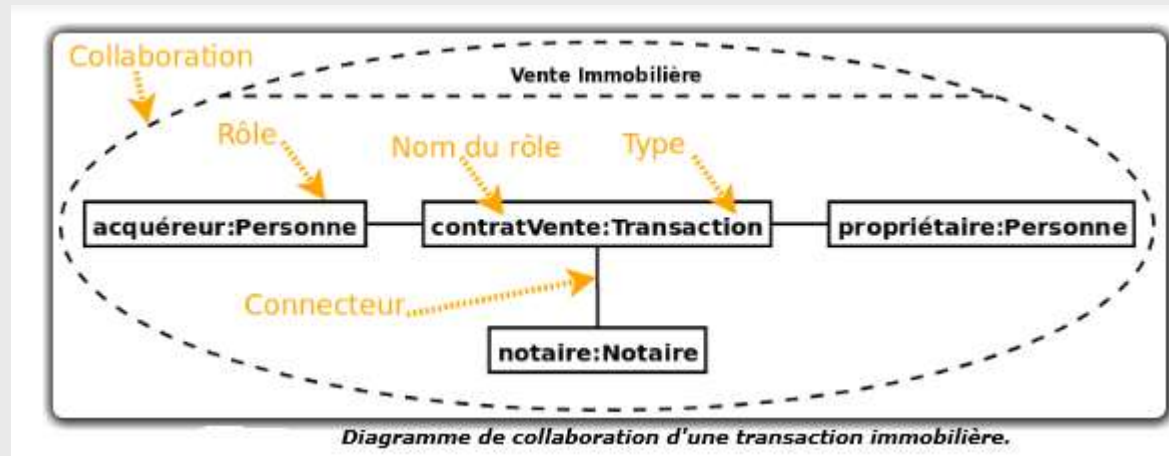 Collaboration
Vente Immobilière
Rôle
Nom du rôle
Type
acquéreur:Personne
contratVente:Transaction
propriétaire:Personne
Connecteur
notaire:Notaire
Diagramme de collaboration d'une transaction immobilière.